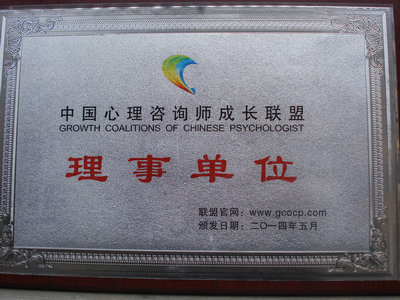 中国心理咨询师成长联盟
GROWTH COALITIONS OF CHINESE PSYCHOLOGIST
理事单位
联盟官网：www.gcocp.com
颁发日期：二〇一四年五月